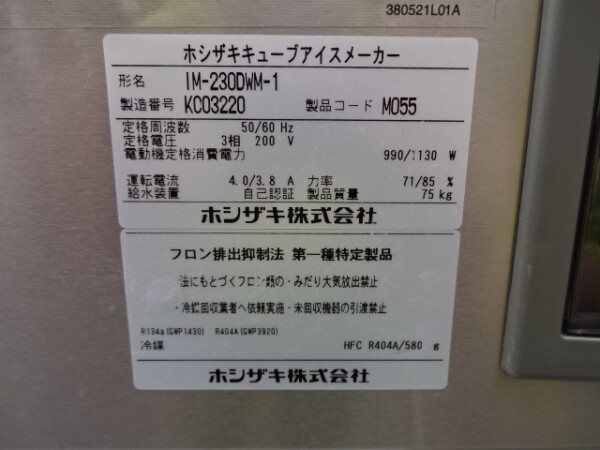 380521L01A
ホシザキキューブアイスメーカー
形名 IM-230DWM-1
製造番号 KC03220 製品コード M055
定格周波数 50/60 Hz
定格電圧 3相 200 V
電動機定格消費電力 990/1130 W
運転電流 4.0/3.8 A 力率 71/85 %
給水装置 自己認証 製品質量 75 kg
ホシザキ株式会社
フロン排出抑制法 第一種特定製品
法にもとづくフロン類の・みだり大気放出禁止
・冷媒回収業者へ依頼実施・未回収機器の引渡禁止
R134a(GWP1430) R404A(GWP3920)
冷媒 HFC R404A/580 g
ホシザキ株式会社